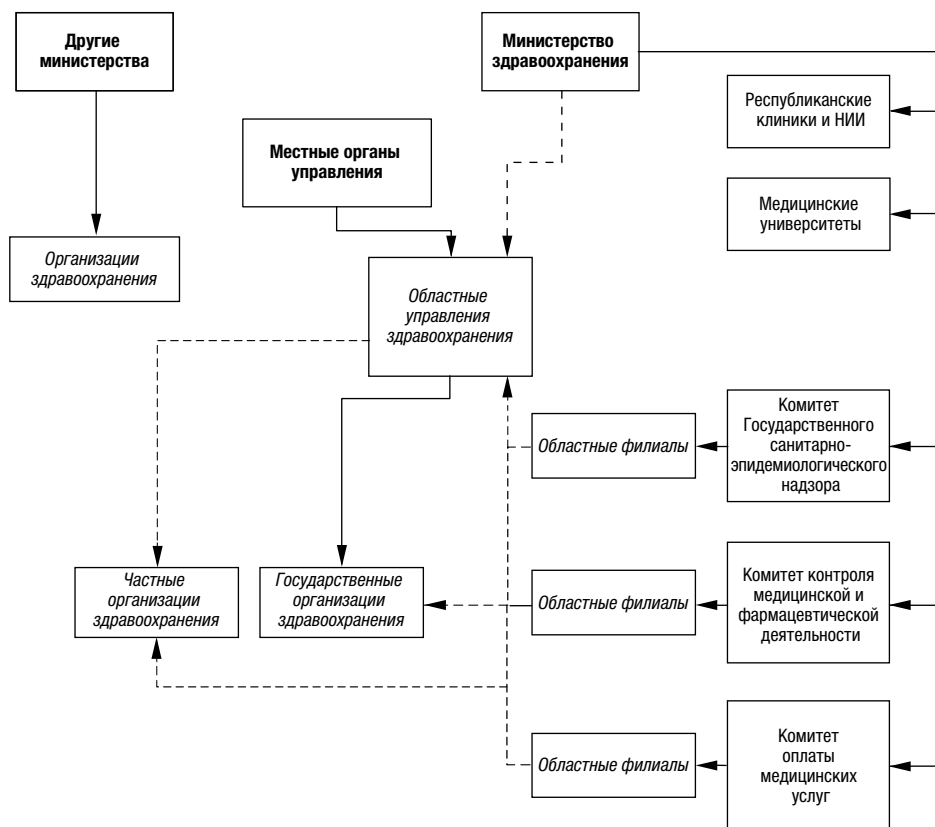 Другие
министерства
Министерство
здравоохранения
Республиканские
клиники и НИИ
Местные органы
управления
Медицинские
университеты
Организации
здравоохранения
Областные
управления
здравоохранения
Областные филиалы
Комитет
Государственного
санитарно-
эпидемиологического
надзора
Частные
организации
здравоохранения
Государственные
организации
здравоохранения
Областные филиалы
Комитет контроля
медицинской и
фармацевтической
деятельности
Областные филиалы
Комитет
оплаты
медицинских
услуг